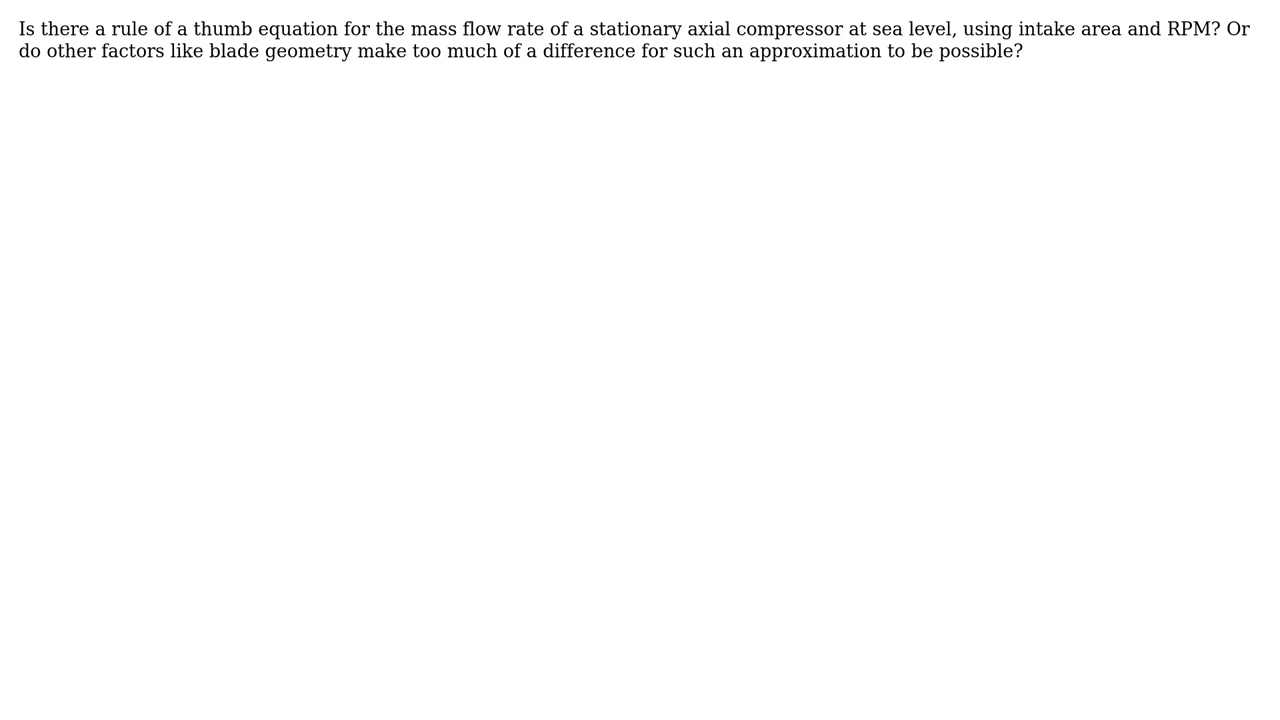 Is there a rule of a thumb equation for the mass flow rate of a stationary axial compressor at sea level, using intake area and RPM? Or
do other factors like blade geometry make too much of a difference for such an approximation to be possible?